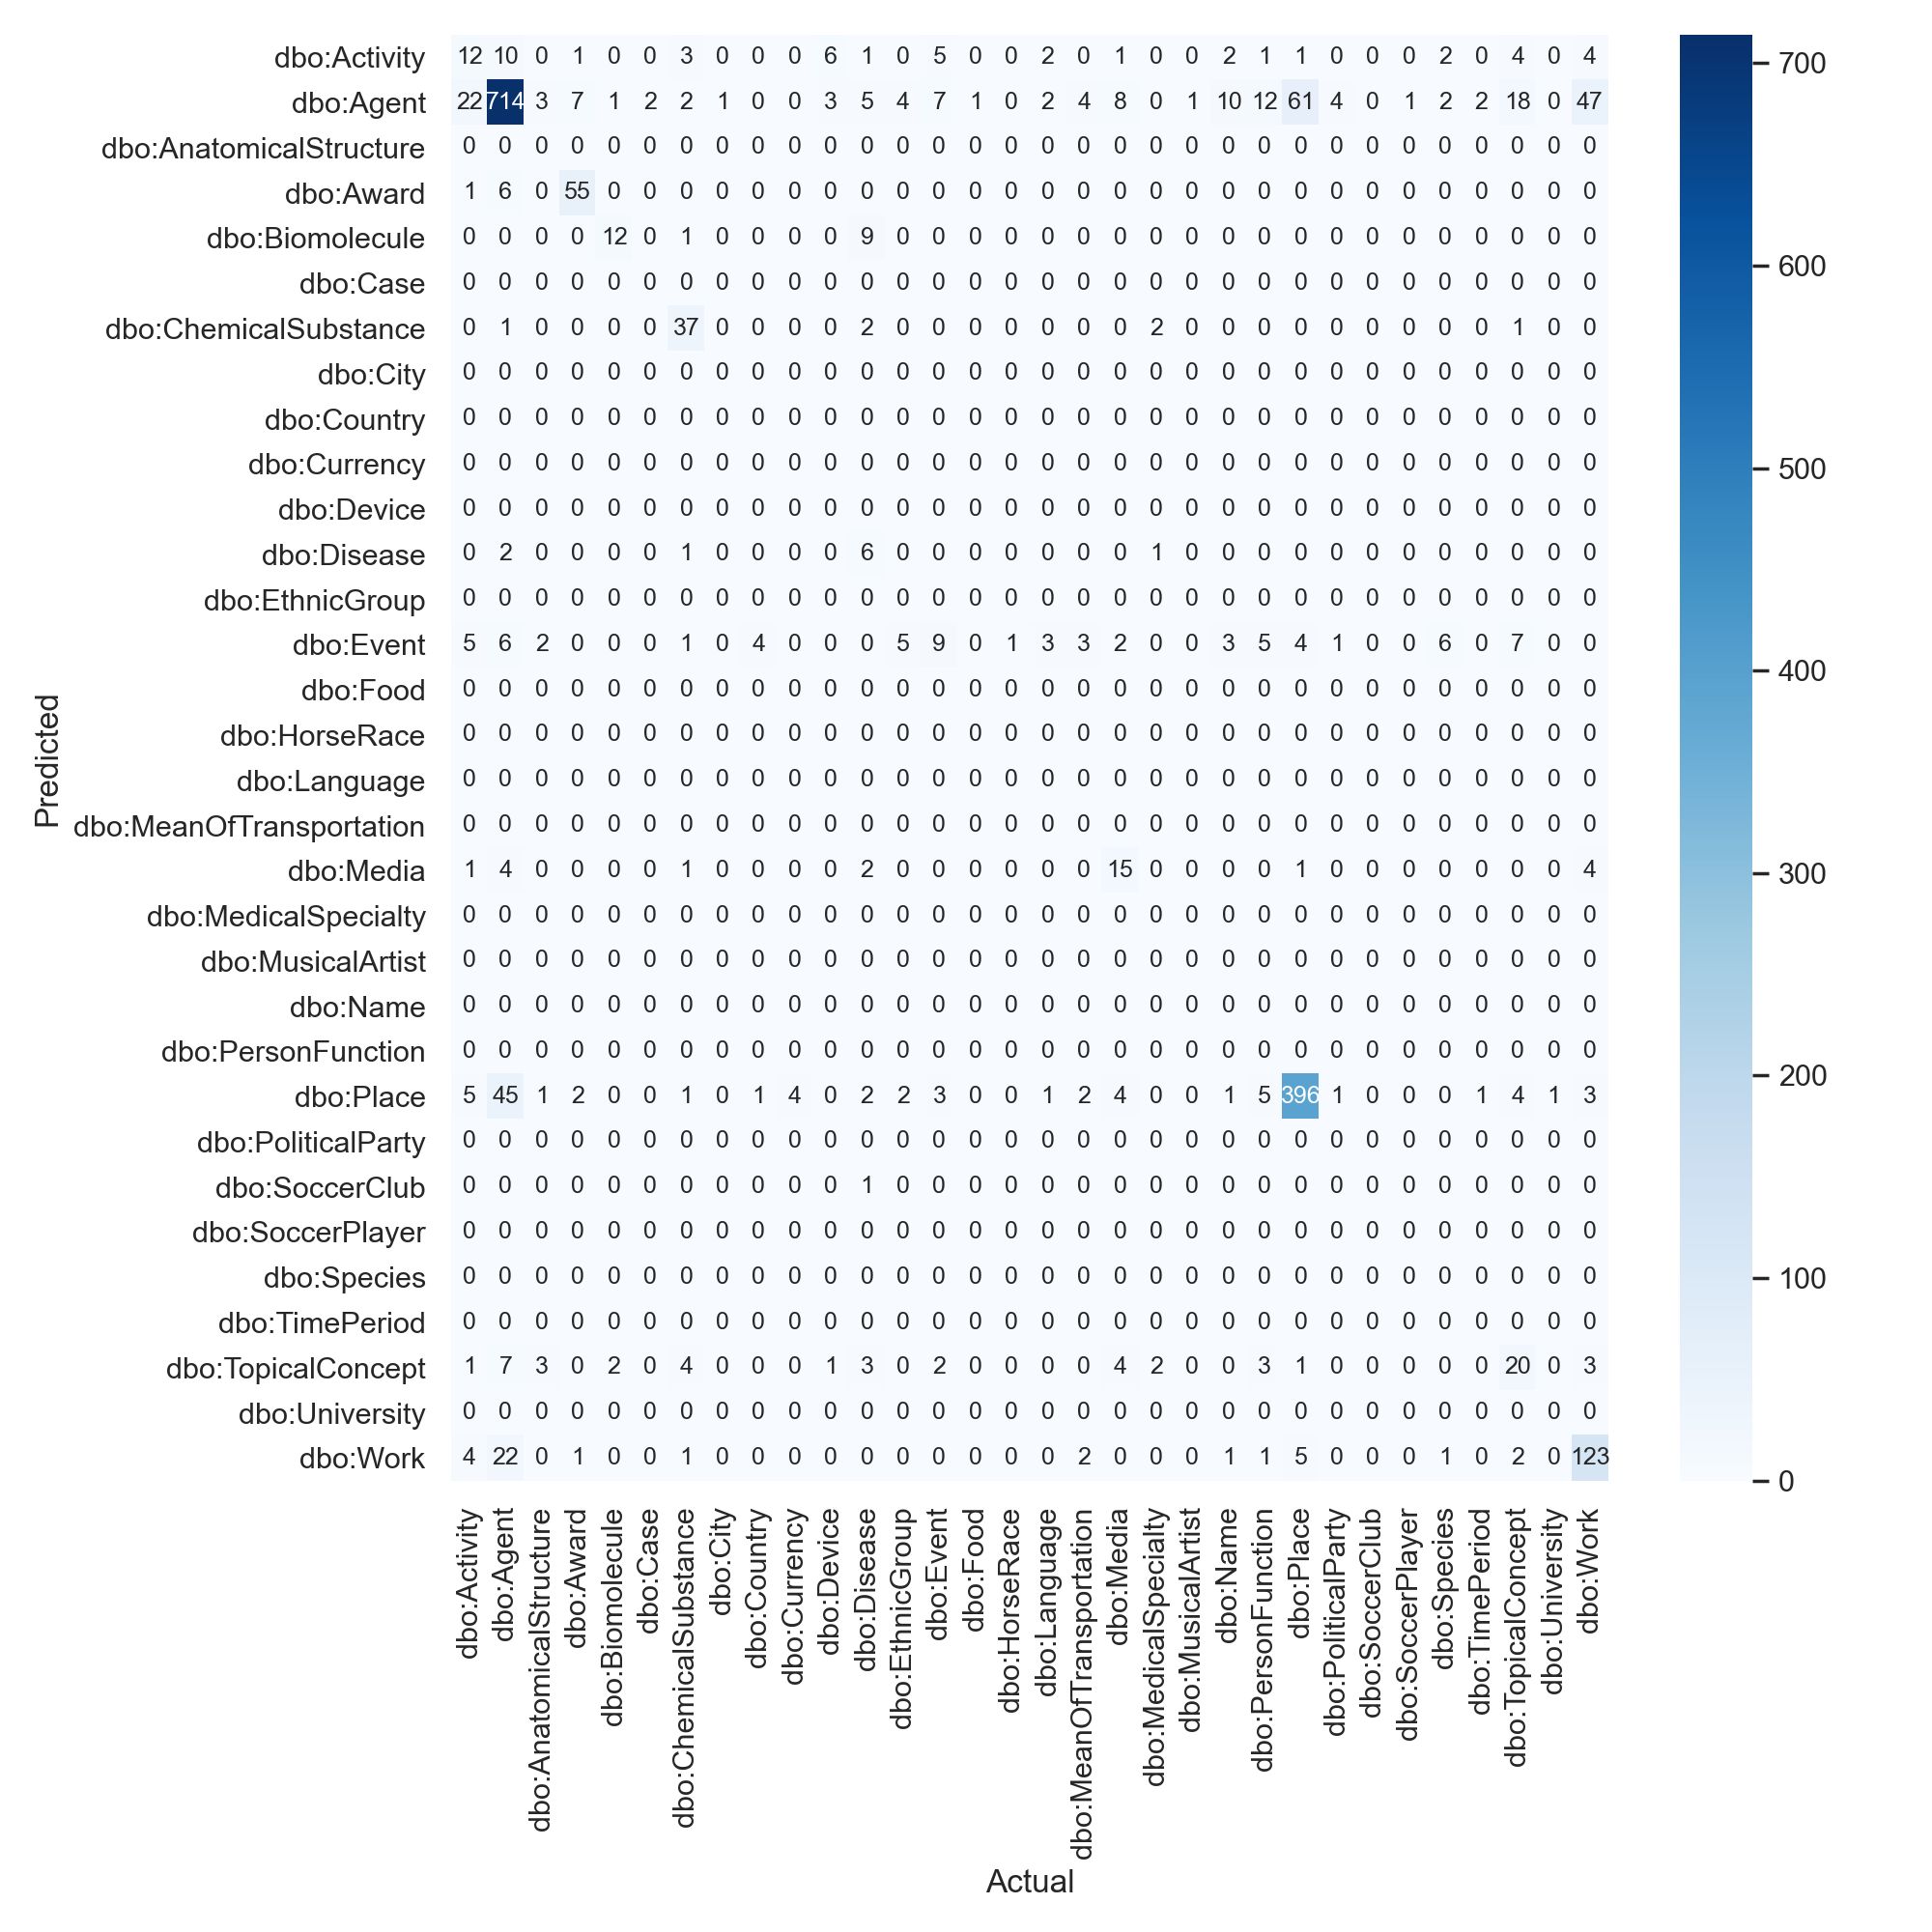 dbo:Activity 12 10 0 1 0 0 3 0 0 0 6 1 0 5 0 0 2 0 1 0 0 2 1 1 0 0 0 2 0 4 0 4 700
dbo:Agent 22 714 3 7 1 2 2 1 0 0 3 5 4 7 1 0 2 4 8 0 1 10 12 61 4 0 1 2 2 18 0 47
dbo:AnatomicalStructure 0 0 0 0 0 0 0 0 0 0 0 0 0 0 0 0 0 0 0 0 0 0 0 0 0 0 0 0 0 0 0 0
dbo:Award 1 6 0 55 0 0 0 0 0 0 0 0 0 0 0 0 0 0 0 0 0 0 0 0 0 0 0 0 0 0 0 0
dbo:Biomolecule 0 0 0 0 12 0 1 0 0 0 0 9 0 0 0 0 0 0 0 0 0 0 0 0 0 0 0 0 0 0 0 0
600
dbo:Case 0 0 0 0 0 0 0 0 0 0 0 0 0 0 0 0 0 0 0 0 0 0 0 0 0 0 0 0 0 0 0 0
dbo:ChemicalSubstance 0 1 0 0 0 0 37 0 0 0 0 2 0 0 0 0 0 0 0 2 0 0 0 0 0 0 0 0 0 1 0 0
dbo:City 0 0 0 0 0 0 0 0 0 0 0 0 0 0 0 0 0 0 0 0 0 0 0 0 0 0 0 0 0 0 0 0
dbo:Country 0 0 0 0 0 0 0 0 0 0 0 0 0 0 0 0 0 0 0 0 0 0 0 0 0 0 0 0 0 0 0 0
dbo:Currency 0 0 0 0 0 0 0 0 0 0 0 0 0 0 0 0 0 0 0 0 0 0 0 0 0 0 0 0 0 0 0 0 500
dbo:Device 0 0 0 0 0 0 0 0 0 0 0 0 0 0 0 0 0 0 0 0 0 0 0 0 0 0 0 0 0 0 0 0
dbo:Disease 0 2 0 0 0 0 1 0 0 0 0 6 0 0 0 0 0 0 0 1 0 0 0 0 0 0 0 0 0 0 0 0
dbo:EthnicGroup 0 0 0 0 0 0 0 0 0 0 0 0 0 0 0 0 0 0 0 0 0 0 0 0 0 0 0 0 0 0 0 0
dbo:Event 5 6 2 0 0 0 1 0 4 0 0 0 5 9 0 1 3 3 2 0 0 3 5 4 1 0 0 6 0 7 0 0
400
dbo:Food 0 0 0 0 0 0 0 0 0 0 0 0 0 0 0 0 0 0 0 0 0 0 0 0 0 0 0 0 0 0 0 0
dbo:HorseRace 0 0 0 0 0 0 0 0 0 0 0 0 0 0 0 0 0 0 0 0 0 0 0 0 0 0 0 0 0 0 0 0
Predicted
dbo:Language 0 0 0 0 0 0 0 0 0 0 0 0 0 0 0 0 0 0 0 0 0 0 0 0 0 0 0 0 0 0 0 0
dbo:MeanOfTransportation 0 0 0 0 0 0 0 0 0 0 0 0 0 0 0 0 0 0 0 0 0 0 0 0 0 0 0 0 0 0 0 0
dbo:Media 1 4 0 0 0 0 1 0 0 0 0 2 0 0 0 0 0 0 15 0 0 0 0 1 0 0 0 0 0 0 0 4 300
dbo:MedicalSpecialty 0 0 0 0 0 0 0 0 0 0 0 0 0 0 0 0 0 0 0 0 0 0 0 0 0 0 0 0 0 0 0 0
dbo:MusicalArtist 0 0 0 0 0 0 0 0 0 0 0 0 0 0 0 0 0 0 0 0 0 0 0 0 0 0 0 0 0 0 0 0
dbo:Name 0 0 0 0 0 0 0 0 0 0 0 0 0 0 0 0 0 0 0 0 0 0 0 0 0 0 0 0 0 0 0 0
dbo:PersonFunction 0 0 0 0 0 0 0 0 0 0 0 0 0 0 0 0 0 0 0 0 0 0 0 0 0 0 0 0 0 0 0 0
200
dbo:Place 5 45 1 2 0 0 1 0 1 4 0 2 2 3 0 0 1 2 4 0 0 1 5 396 1 0 0 0 1 4 1 3
dbo:PoliticalParty 0 0 0 0 0 0 0 0 0 0 0 0 0 0 0 0 0 0 0 0 0 0 0 0 0 0 0 0 0 0 0 0
dbo:SoccerClub 0 0 0 0 0 0 0 0 0 0 0 1 0 0 0 0 0 0 0 0 0 0 0 0 0 0 0 0 0 0 0 0
dbo:SoccerPlayer 0 0 0 0 0 0 0 0 0 0 0 0 0 0 0 0 0 0 0 0 0 0 0 0 0 0 0 0 0 0 0 0
dbo:Species 0 0 0 0 0 0 0 0 0 0 0 0 0 0 0 0 0 0 0 0 0 0 0 0 0 0 0 0 0 0 0 0 100
dbo:TimePeriod 0 0 0 0 0 0 0 0 0 0 0 0 0 0 0 0 0 0 0 0 0 0 0 0 0 0 0 0 0 0 0 0
dbo:TopicalConcept 1 7 3 0 2 0 4 0 0 0 1 3 0 2 0 0 0 0 4 2 0 0 3 1 0 0 0 0 0 20 0 3
dbo:University 0 0 0 0 0 0 0 0 0 0 0 0 0 0 0 0 0 0 0 0 0 0 0 0 0 0 0 0 0 0 0 0
dbo:Work 4 22 0 1 0 0 1 0 0 0 0 0 0 0 0 0 0 2 0 0 0 1 1 5 0 0 0 1 0 2 0 123
0
dbo:Activity
dbo:Agent
dbo:AnatomicalStructure
dbo:Award
dbo:Biomolecule
dbo:Case
dbo:ChemicalSubstance
dbo:City
dbo:Country
dbo:Currency
dbo:Device
dbo:Disease
dbo:EthnicGroup
dbo:Event
dbo:Food
dbo:HorseRace
dbo:Language
dbo:MeanOfTransportation
dbo:Media
dbo:MedicalSpecialty
dbo:MusicalArtist
dbo:Name
dbo:PersonFunction
dbo:Place
dbo:PoliticalParty
dbo:SoccerClub
dbo:SoccerPlayer
dbo:Species
dbo:TimePeriod
dbo:TopicalConcept
dbo:University
dbo:Work
Actual